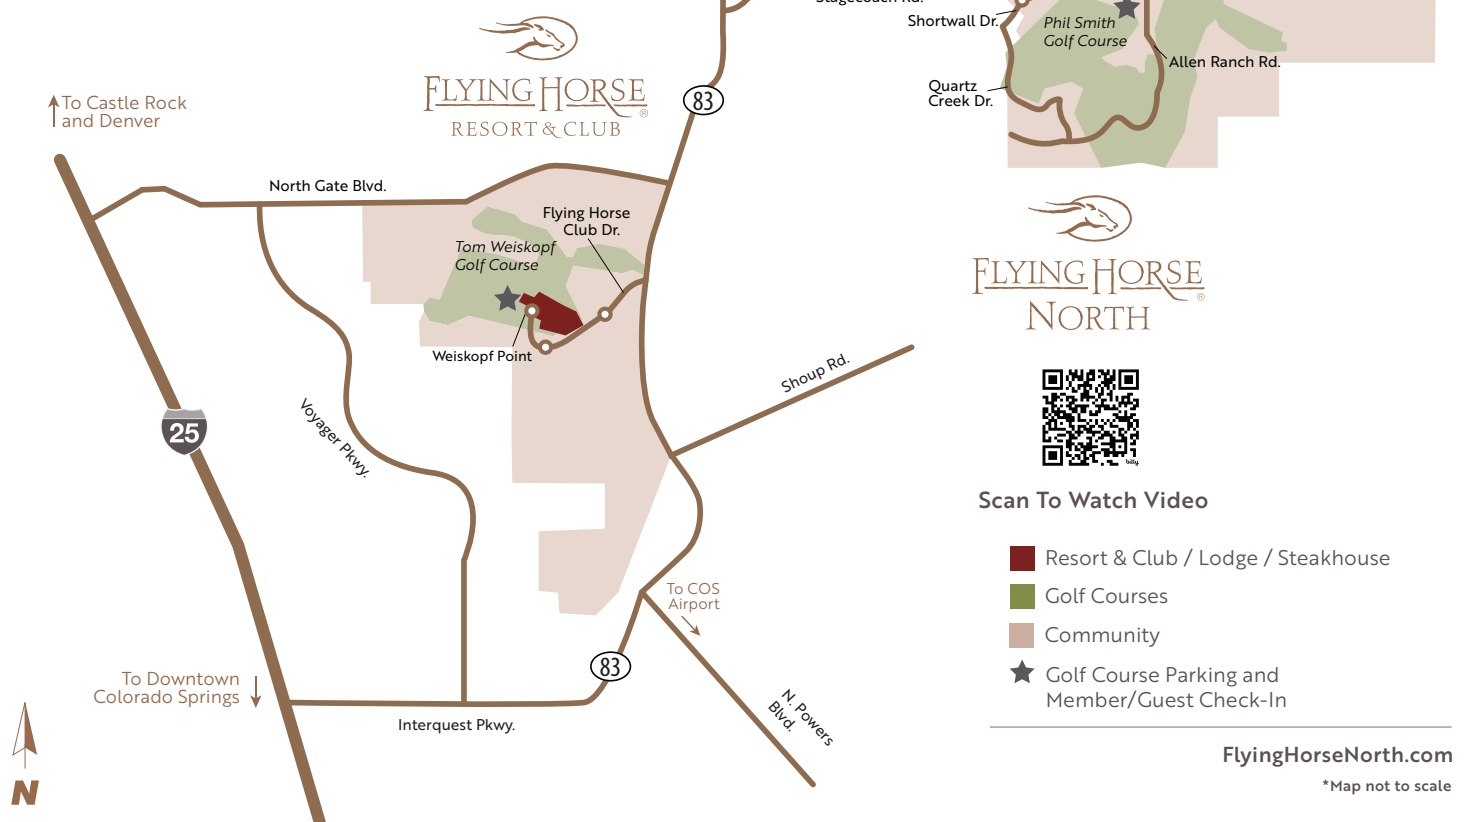 Shortwall Dr.
Phil Smith
Golf Course
Allen Ranch Rd.
Quartz
Creek Dr.
FLYING HORSE®
RESORT & CLUB
83
To Castle Rock
and Denver
North Gate Blvd.
Flying Horse
Club Dr.
Tom Weiskopf
Golf Course
Weiskopf Point
FLYING HORSE®
NORTH
Shoup Rd.
Voyager Pkwy.
25
bitly
Scan To Watch Video
Resort & Club / Lodge / Steakhouse
Golf Courses
Community
Golf Course Parking and
Member/Guest Check-In
To COS
Airport
83
To Downtown
Colorado Springs
Interquest Pkwy.
N. Powers
Blvd.
N
FlyingHorseNorth.com
*Map not to scale